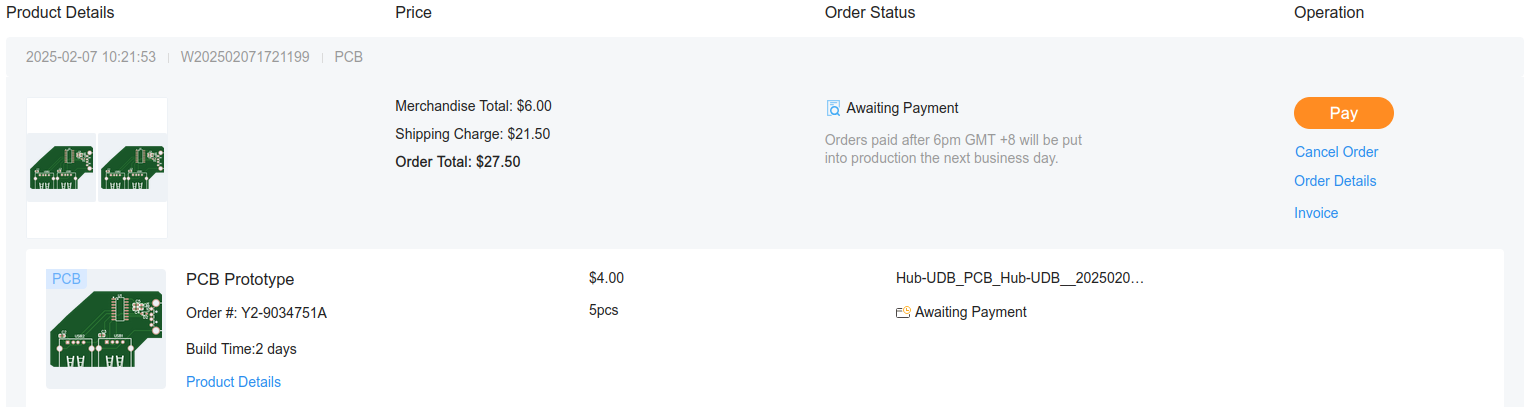 Product Details Price Order Status Operation
2025-02-07 10:21:53 W202502071721199 PCB
Merchandise Total: $6.00
Shipping Charge: $21.50
Order Total: $27.50
Awaiting Payment
Orders paid after 6pm GMT +8 will be put
into production the next business day.
Pay
Cancel Order
Order Details
Invoice
PCB
PCB Prototype
Order #: Y2-9034751A
Build Time:2 days
Product Details
$4.00
5pcs
Hub-UDB_PCB_Hub-UDB__2025020…
Awaiting Payment